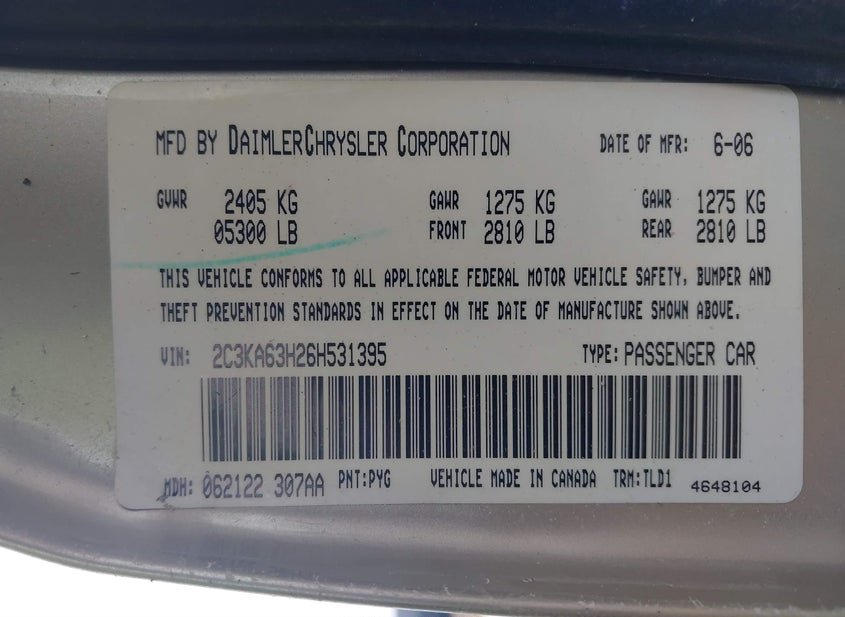 MFD BY DAIMLERCHRYSLER CORPORATION DATE OF MFR: 6-06
GVWR 2405 KG GAWR 1275 KG GAWR 1275 KG
05300 LB FRONT 2810 LB REAR 2810 LB
THIS VEHICLE CONFORMS TO ALL APPLICABLE FEDERAL MOTOR VEHICLE SAFETY, BUMPER AND
THEFT PREVENTION STANDARDS IN EFFECT ON THE DATE OF MANUFACTURE SHOWN ABOVE.
VIN: 2C3KA63H26H531395 TYPE: PASSENGER CAR
MDH: 062122 307AA PNT:PYG VEHICLE MADE IN CANADA TRM:TLD1 4648104